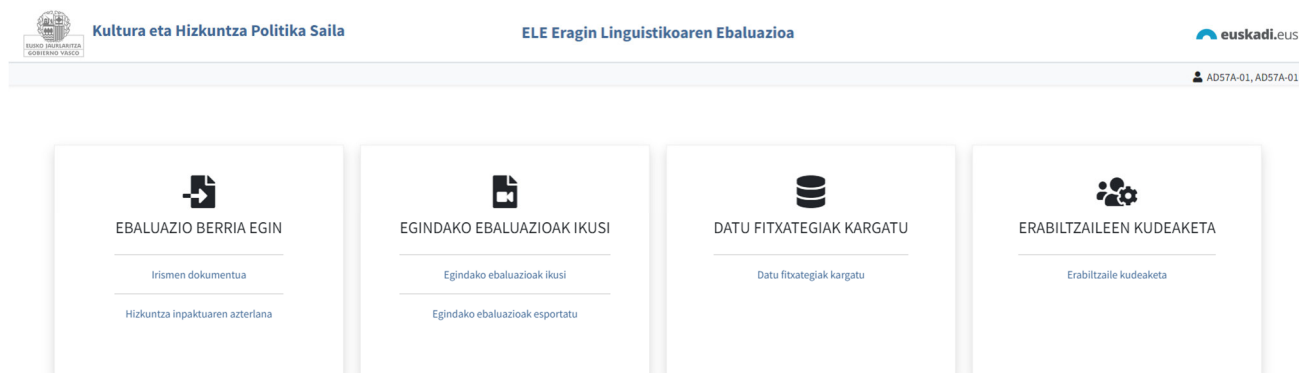 Kultura eta Hizkuntza Politika Saila
ELE Eragin Linguistikoaren Ebaluazioa
euskadi.eus
EUSKO JAURLARITZA
GOBIERNO VASCO
AD57A-01, AD57A-01
EBALUAZIO BERRIA EGIN
Irismen dokumentua
Hizkuntza inpaktuaren azterlana
EGINDAKO EBALUAZIOAK IKUSI
Egindako ebaluazioak ikusi
Egindako ebaluazioak esportatu
DATU FITXATEGIAK KARGATU
Datu fitxategiak kargatu
ERABILTZAILEEN KUDEAKETA
Erabiltzaile kudeaketa